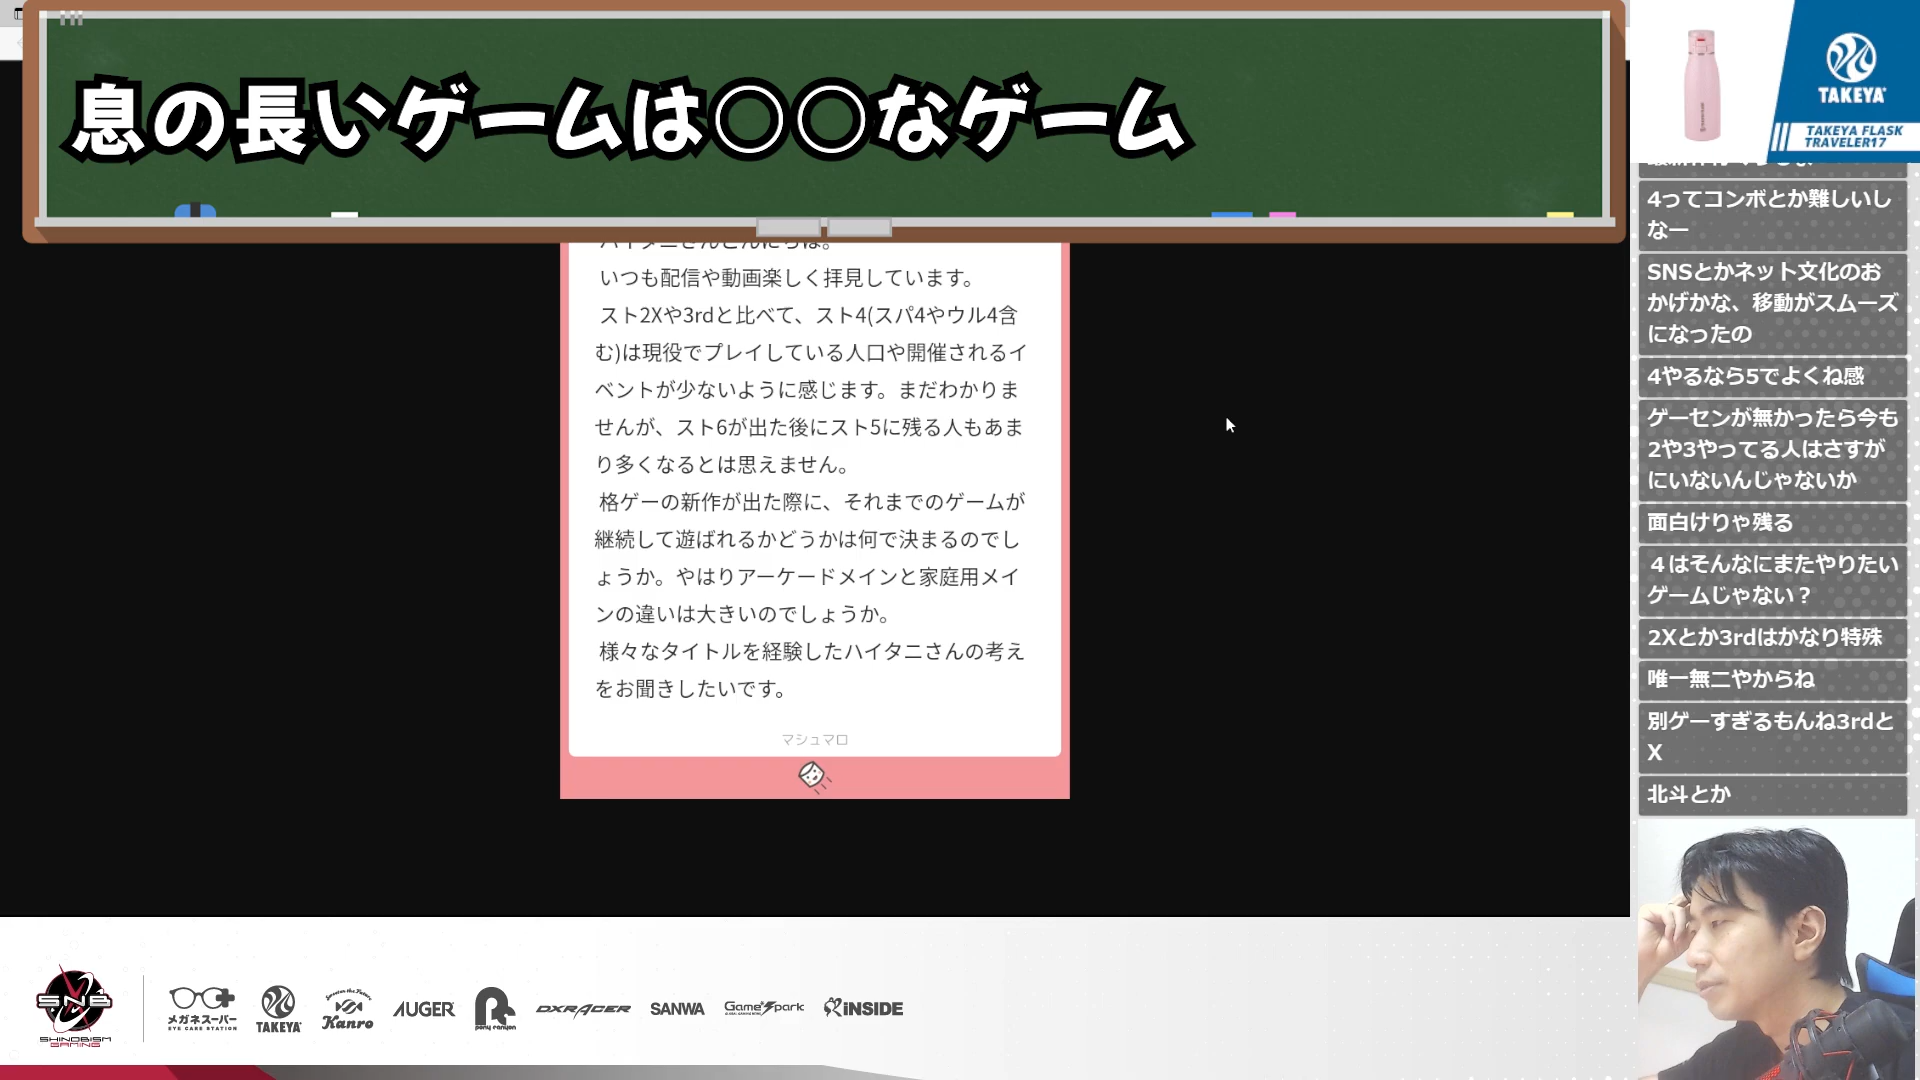 息の長いゲームは○○なゲーム
ハイタニさんこんにちは。
いつも配信や動画楽しく拝見しています。
スト2Xや3rdと比べて、スト4(スパ4やウル4含
む)は現役でプレイしている人口や開催されるイ
ベントが少ないように感じます。まだわかりま
せんが、スト6が出た後にスト5に残る人もあま
り多くなるとは思えません。
格ゲーの新作が出た際に、それまでのゲームが
継続して遊ばれるかどうかは何で決まるのでし
ょうか。やはりアーケードメインと家庭用メイ
ンの違いは大きいのでしょうか。
様々なタイトルを経験したハイタニさんの考え
をお聞きしたいです。
マシュマロ
TAKEYA
TAKEYA FLASK
TRAVELER17
4ってコンボとか難しいし
なー
SNSとかネット文化のお
かげかな、移動がスムーズ
になったの
4やるなら5でよくね感
ゲーセンが無かったら今も
2や3やってる人はさすが
にいないんじゃないか
面白けりゃ残る
４はそんなにまたやりたい
ゲームじゃない？
2Xとか3rdはかなり特殊
唯一無二やからね
別ゲーすぎるもんね3rdと
X
北斗とか
SNB
SHINOBISM
GAMING
メガネスーパー
EYE CARE STATION
TAKEYA
Kanro
AUGER
pony canyon
DXRACER
SANWA
Game*Spark
iNSIDE